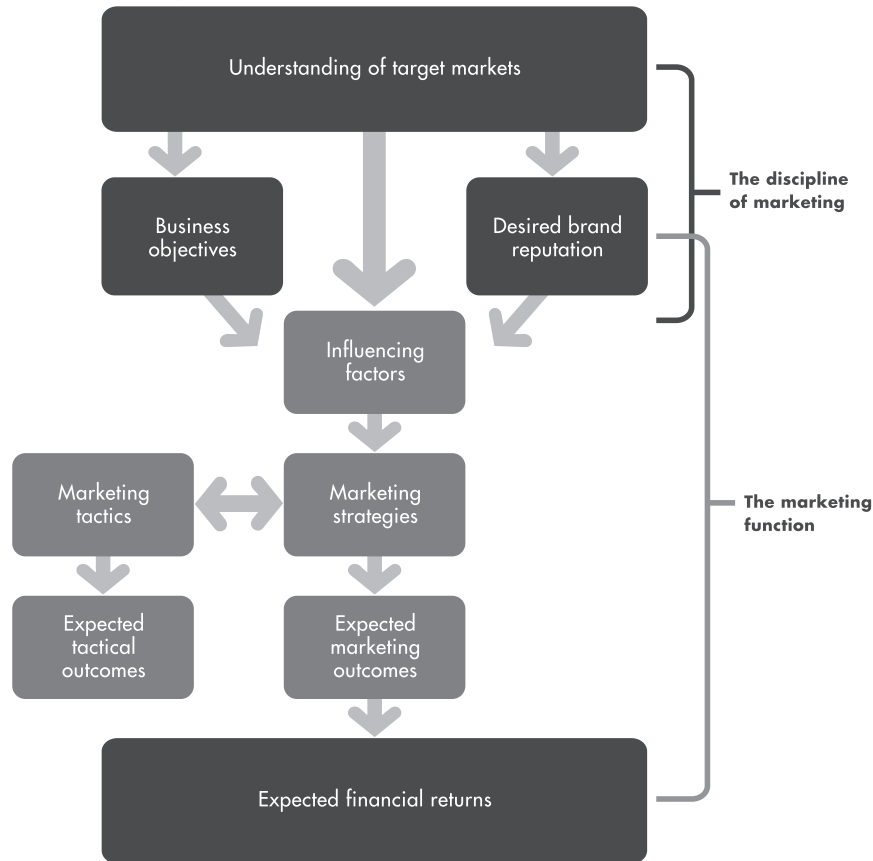 Understanding of target markets
The discipline
of marketing
Business
objectives
Desired brand
reputation
Influencing
factors
Marketing
tactics
Marketing
strategies
The marketing
function
Expected
tactical
outcomes
Expected
marketing
outcomes
Expected financial returns